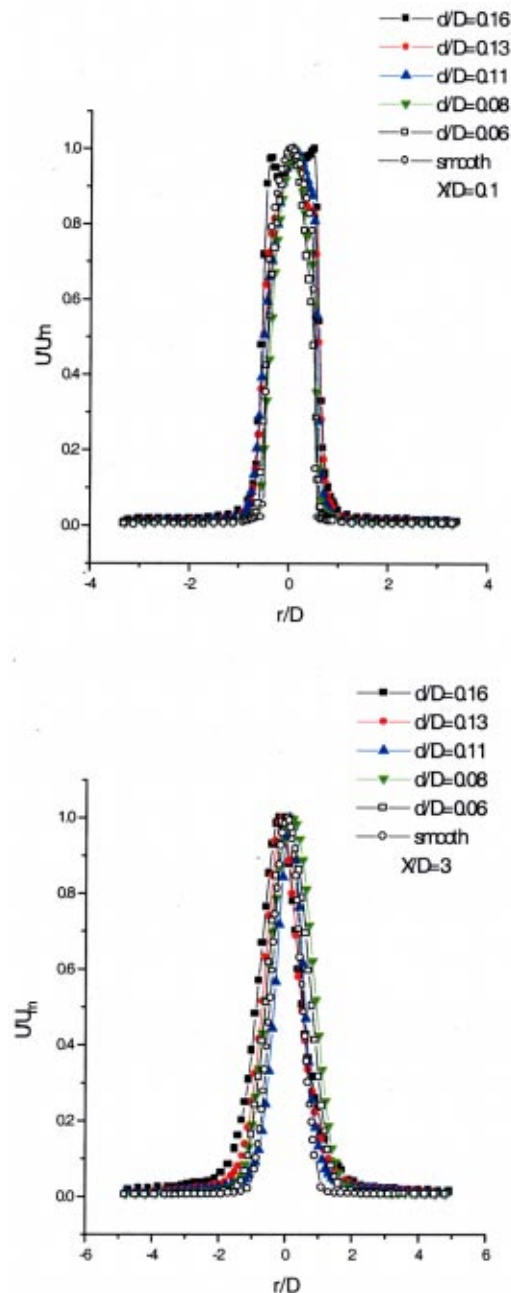 d/D=0.16
d/D=0.13
d/D=0.11
d/D=0.08
d/D=0.06
smooth
X/D=0.1
1.0
0.8
0.6
0.4
0.2
0.0
U/Um
-4
-2
0
2
4
r/D
d/D=0.16
d/D=0.13
d/D=0.11
d/D=0.08
d/D=0.06
smooth
X/D=3
1.0
0.8
0.6
0.4
0.2
0.0
U/Um
-6
-4
-2
0
2
4
6
r/D